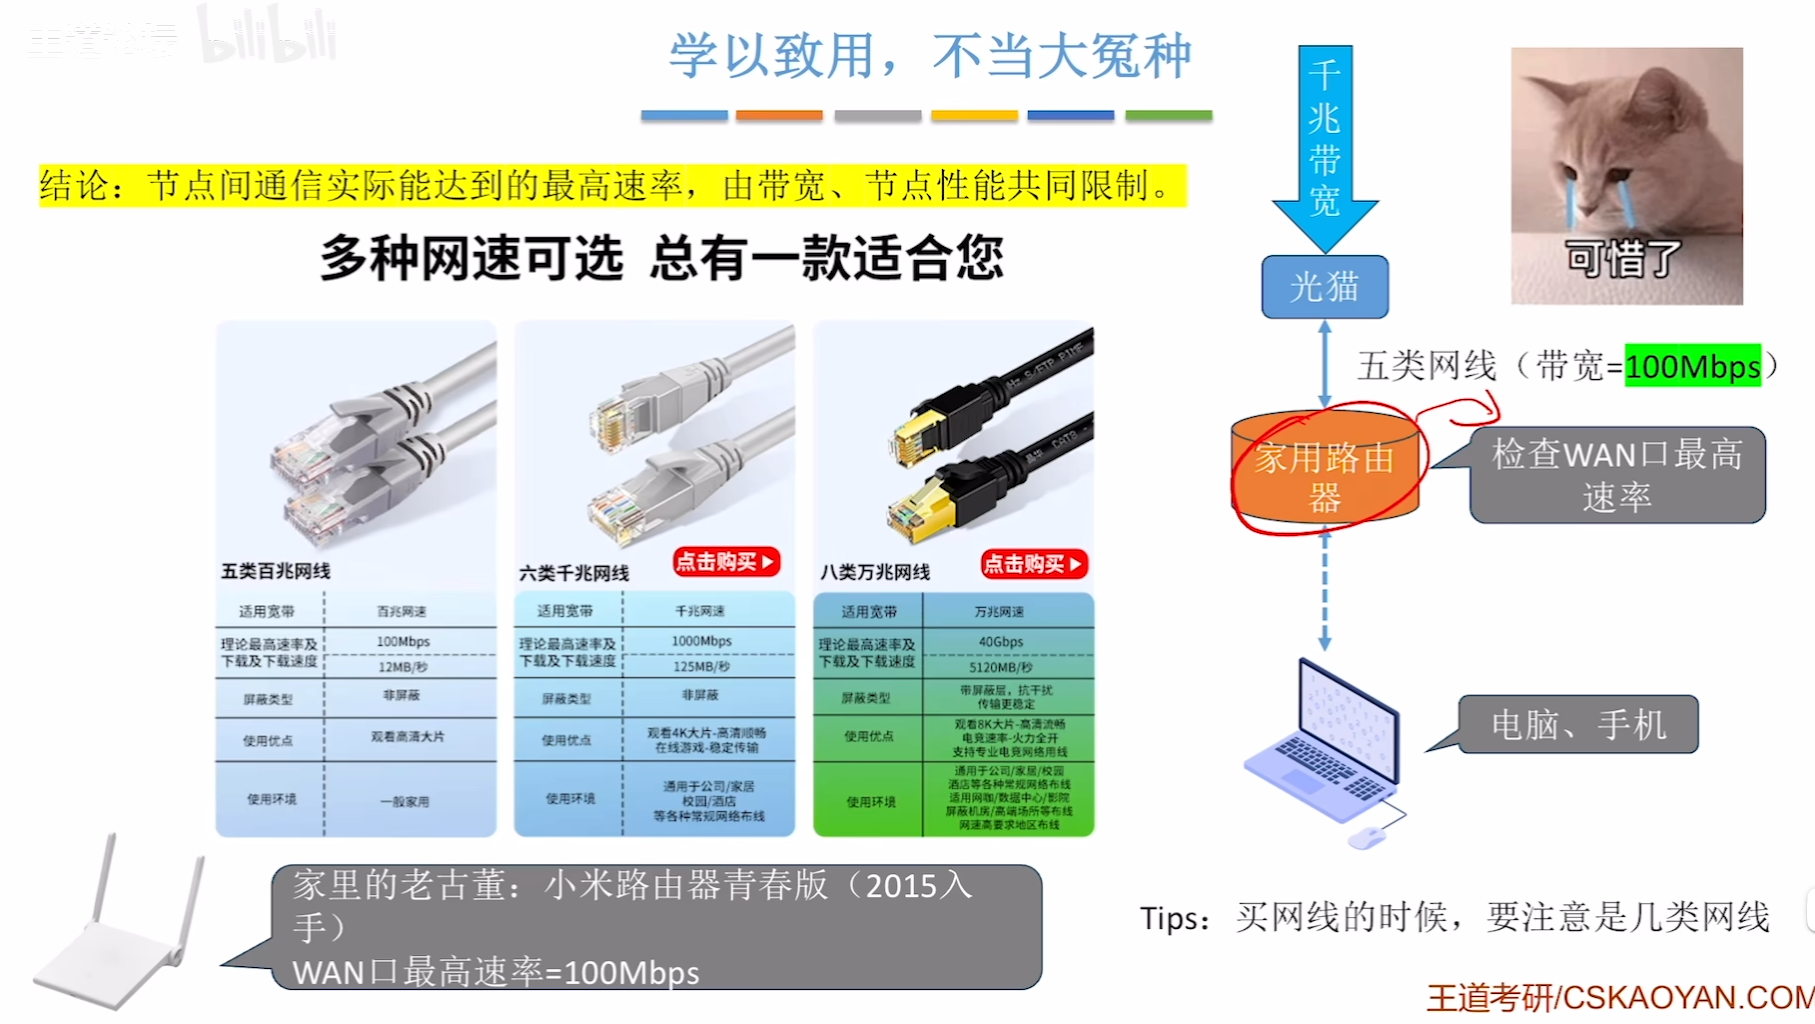 bilibili
学以致用，不当大冤种
结论：节点间通信实际能达到的最高速率，由带宽、节点性能共同限制。
多种网速可选 总有一款适合您
五类百兆网线
适用宽带
百兆网速
理论最高速率及
下载及下载速度
100Mbps
12MB/秒
屏蔽类型
非屏蔽
使用优点
观看高清大片
使用环境
一般家用
六类千兆网线
点击购买
适用宽带
千兆网速
理论最高速率及
下载及下载速度
1000Mbps
125MB/秒
屏蔽类型
非屏蔽
使用优点
观看4K大片-高清顺畅
在线游戏-稳定传输
使用环境
通用于公司/家居
校园/酒店
等各种常规网络布线
CAT8
八类万兆网线
点击购买
适用宽带
万兆网速
理论最高速率及
下载及下载速度
40Gbps
5120MB/秒
屏蔽类型
带屏蔽层，抗干扰
传输更稳定
使用优点
观看8K大片-高清流畅
电竞速率-火力全开
支持专业电竞网络用线
使用环境
通用于公司/家居/校园
酒店等各种常规网络布线
适用网咖/数据中心/影院
屏蔽机房/高端场所等布线
网速高要求地区布线
家里的老古董：小米路由器青春版（2015入
手）
WAN口最高速率=100Mbps
千兆带宽
光猫
五类网线（带宽=100Mbps）
家用路由
器
检查WAN口最高
速率
电脑、手机
可惜了
Tips：买网线的时候，要注意是几类网线
王道考研/CSKAOYAN.COM